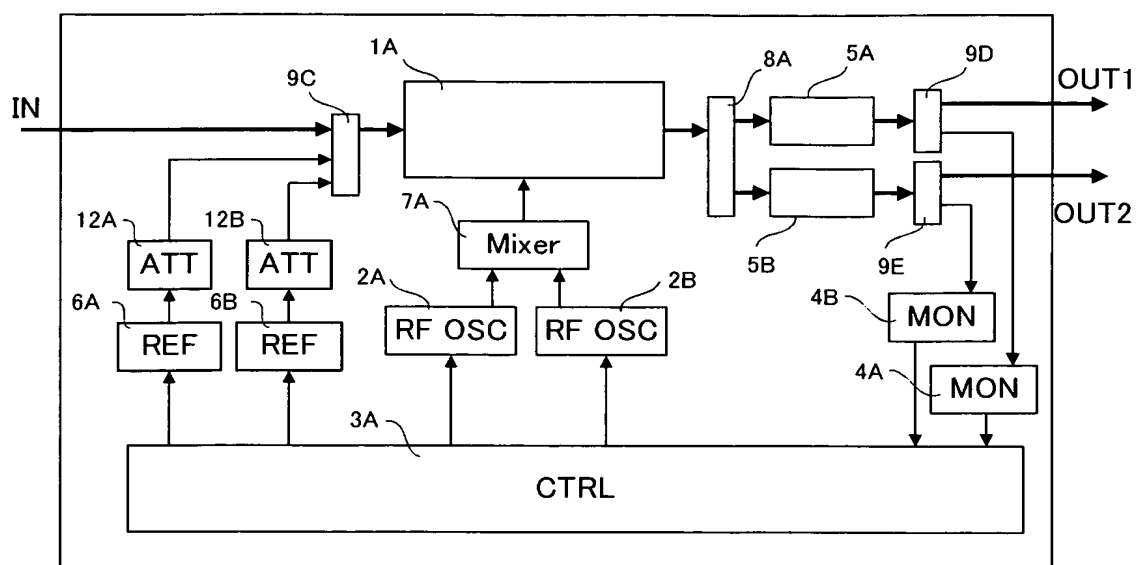 1A
8A
5A
9D
9C
OUT1
IN
7A
12A
12B
Mixer
OUT2
ATT
ATT
5B
9E
2A
2B
4B
6A
6B
RF OSC
RF OSC
MON
REF
REF
4A
MON
3A
CTRL